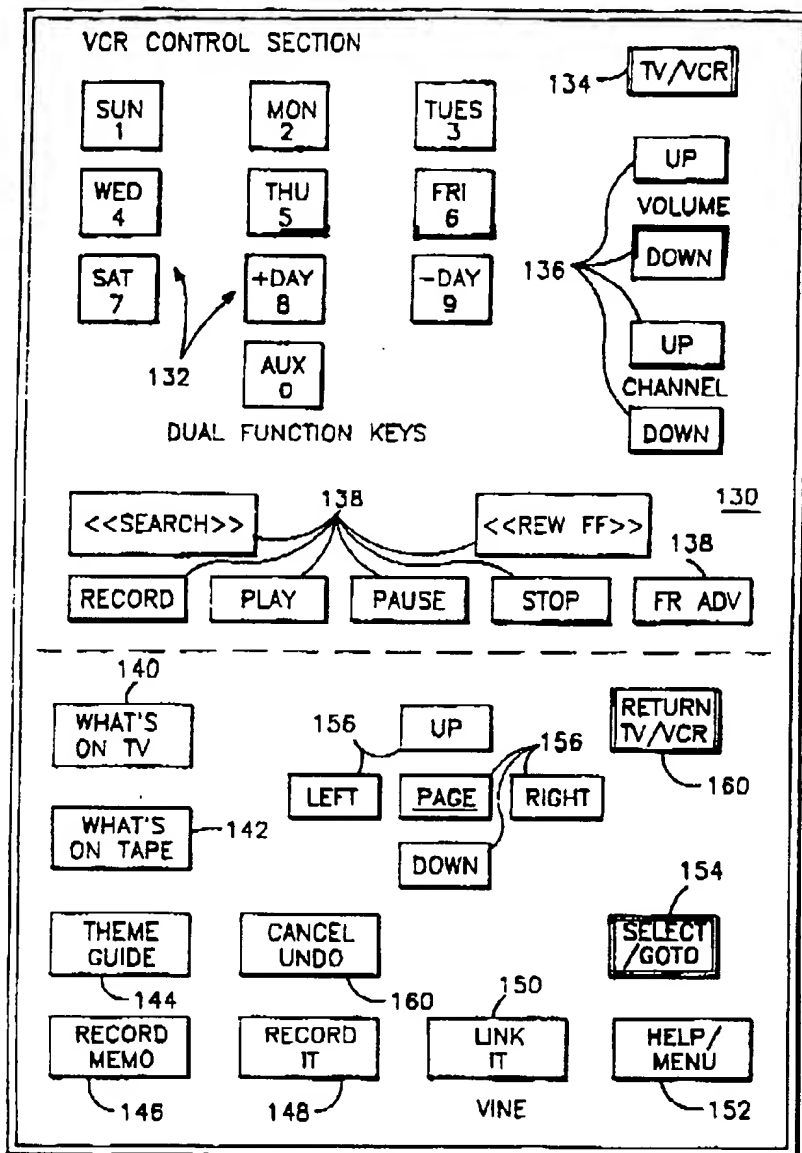 VCR CONTROL SECTION
134
TV/VCR
SUN
1
MON
2
TUES
3
UP
VOLUME
WED
4
THU
5
FRI
6
136
DOWN
SAT
7
+DAY
8
-DAY
9
UP
132
AUX
0
CHANNEL
DOWN
DUAL FUNCTION KEYS
<<SEARCH>>
138
<<REW FF>>
130
138
RECORD
PLAY
PAUSE
STOP
FR ADV
140
WHAT'S
ON TV
156
UP
156
RETURN
TV/VCR
LEFT
PAGE
RIGHT
160
WHAT'S
ON TAPE
142
DOWN
154
THEME
GUIDE
CANCEL
UNDO
SELECT
/GOTO
144
160
150
RECORD
MEMO
RECORD
IT
LINK
IT
HELP/
MENU
146
148
VINE
152